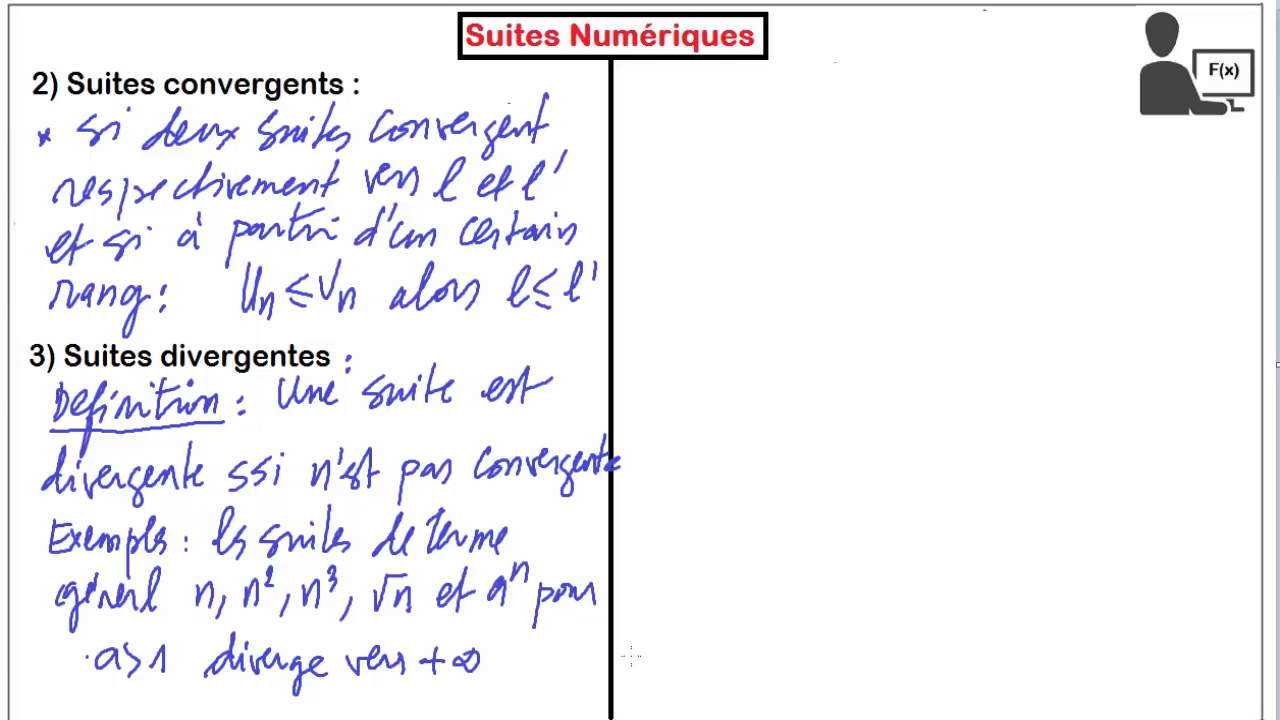 Suites Numériques
F(x)
2) Suites convergents :
* si deux suites convergent
respectivement vers l et l'
et si à partir d'un certain
rang : Un ≤ Vn alors l ≤ l'
3) Suites divergentes :
Définition : Une suite est
divergente ssi n'est pas convergente
Exemples : les suites de terme
général n, n², n³, √n et aⁿ pour
a>1 diverge vers +∞